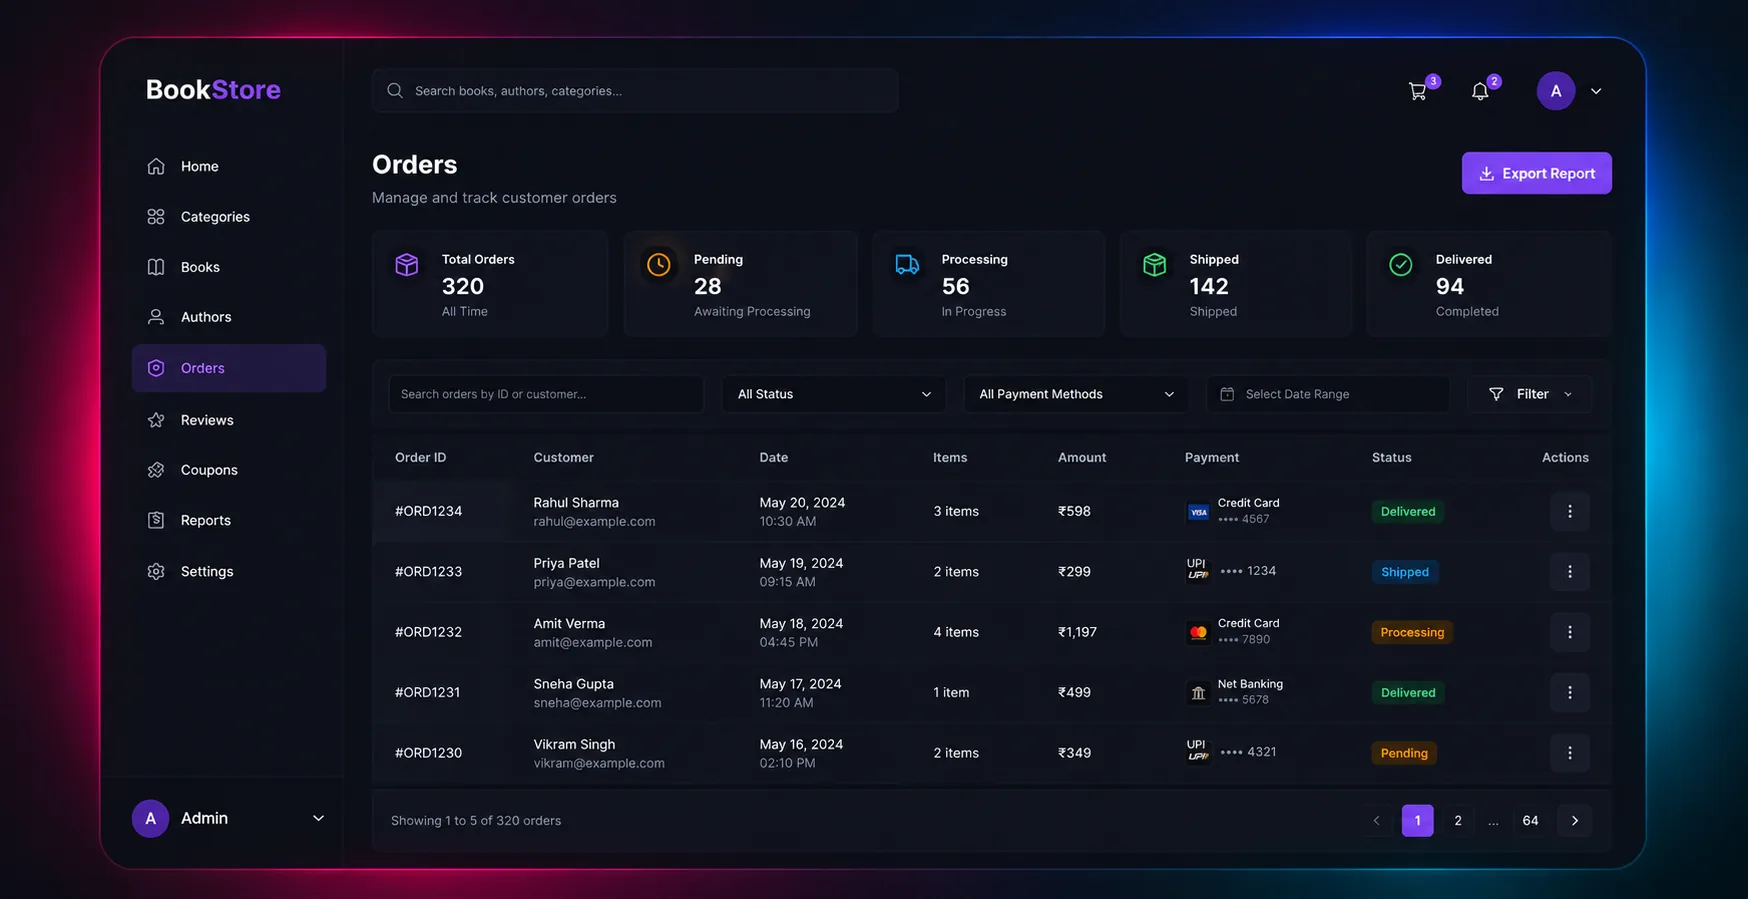 BookStore
Search books, authors, categories...
3
2
A
Home
Categories
Books
Authors
Orders
Reviews
Coupons
Reports
Settings
A Admin
Orders
Manage and track customer orders
Export Report
Total Orders
320
All Time
Pending
28
Awaiting Processing
Processing
56
In Progress
Shipped
142
Shipped
Delivered
94
Completed
Search orders by ID or customer...
All Status
All Payment Methods
Select Date Range
Filter
Order ID Customer Date Items Amount Payment Status Actions
#ORD1234
Rahul Sharma
rahul@example.com
May 20, 2024
10:30 AM
3 items
₹598
VISA
Credit Card
•••• 4567
Delivered
#ORD1233
Priya Patel
priya@example.com
May 19, 2024
09:15 AM
2 items
₹299
UPI
UPI
•••• 1234
Shipped
#ORD1232
Amit Verma
amit@example.com
May 18, 2024
04:45 PM
4 items
₹1,197
Credit Card
•••• 7890
Processing
#ORD1231
Sneha Gupta
sneha@example.com
May 17, 2024
11:20 AM
1 item
₹499
Net Banking
•••• 5678
Delivered
#ORD1230
Vikram Singh
vikram@example.com
May 16, 2024
02:10 PM
2 items
₹349
UPI
UPI
•••• 4321
Pending
Showing 1 to 5 of 320 orders
1 2 ... 64